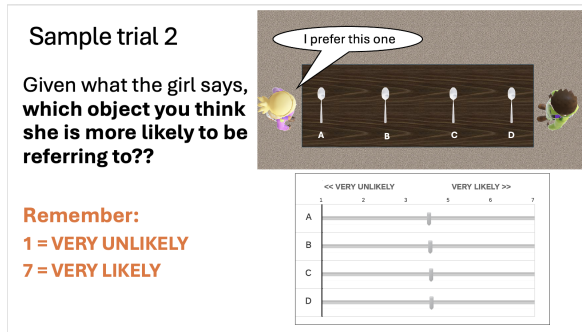 Sample trial 2
Given what the girl says,
which object you think
she is more likely to be
referring to??
Remember:
1 = VERY UNLIKELY
7 = VERY LIKELY
I prefer this one
A B C D
<< VERY UNLIKELY VERY LIKELY >>
1 2 3 5 6 7
A
B
C
D